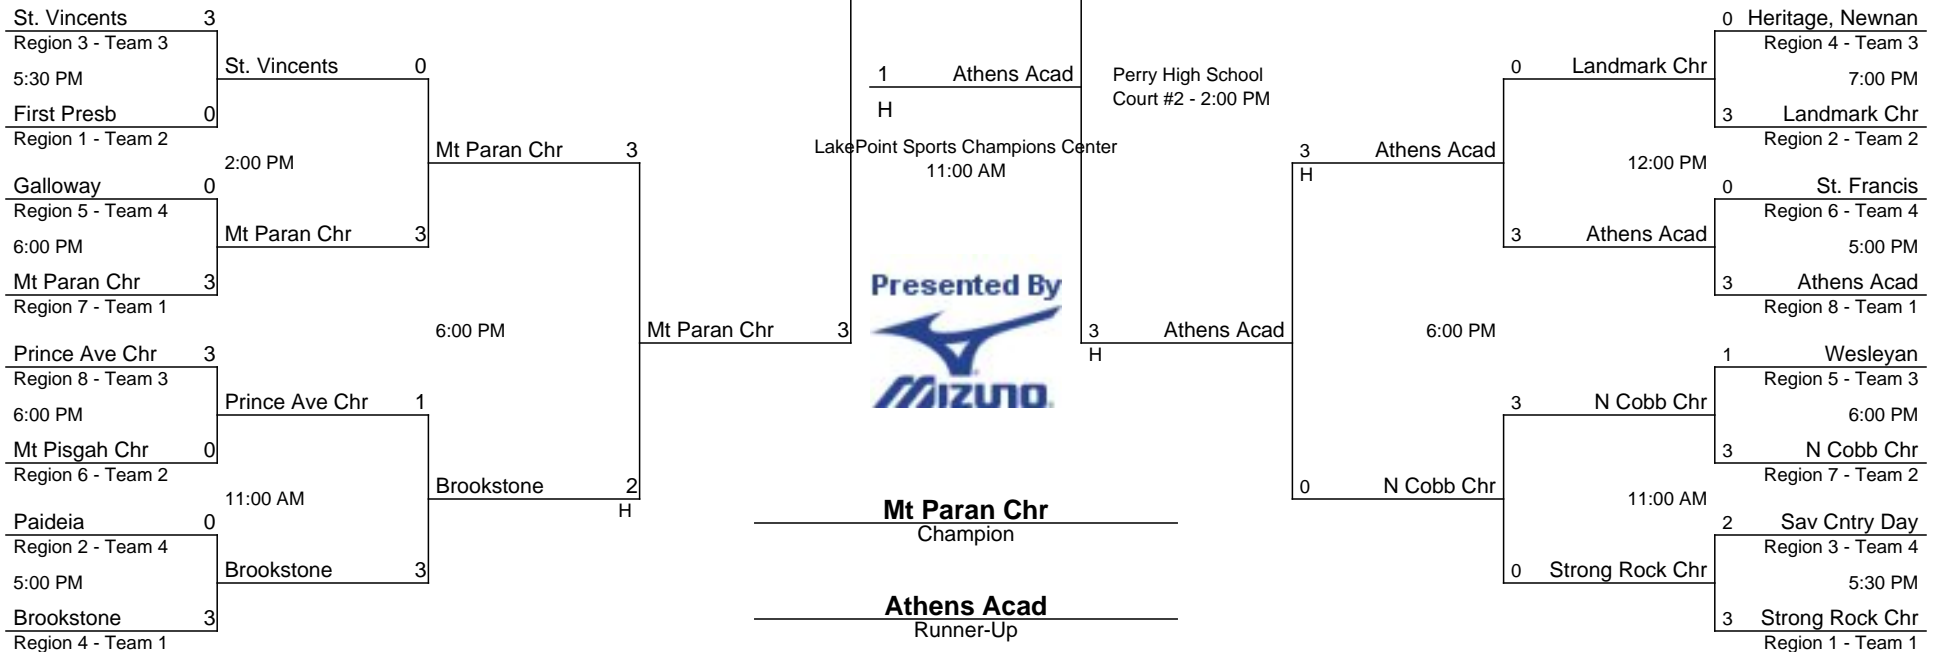 St. Vincents 3
Region 3 - Team 3
5:30 PM
First Presb 0
Region 1 - Team 2
Galloway 0
Region 5 - Team 4
6:00 PM
Mt Paran Chr 3
Region 7 - Team 1
Prince Ave Chr 3
Region 8 - Team 3
6:00 PM
Mt Pisgah Chr 0
Region 6 - Team 2
Paideia 0
Region 2 - Team 4
5:00 PM
Brookstone 3
Region 4 - Team 1
St. Vincents 0
2:00 PM
Mt Paran Chr 3
Prince Ave Chr 1
11:00 AM
Brookstone 3
Mt Paran Chr 3
6:00 PM
Brookstone 2
H
Mt Paran Chr 3
1 Athens Acad
H
Perry High School
Court #2 - 2:00 PM
LakePoint Sports Champions Center
11:00 AM
Presented By
MIZUNO
Mt Paran Chr
Champion
Athens Acad
Runner-Up
3 Athens Acad
H
3 Athens Acad
H
6:00 PM
0 N Cobb Chr
0 Landmark Chr
12:00 PM
3 Athens Acad
3 N Cobb Chr
11:00 AM
0 Strong Rock Chr
0 Heritage, Newnan
Region 4 - Team 3
7:00 PM
3 Landmark Chr
Region 2 - Team 2
0 St. Francis
Region 6 - Team 4
5:00 PM
3 Athens Acad
Region 8 - Team 1
1 Wesleyan
Region 5 - Team 3
6:00 PM
3 N Cobb Chr
Region 7 - Team 2
2 Sav Cntry Day
Region 3 - Team 4
5:30 PM
3 Strong Rock Chr
Region 1 - Team 1